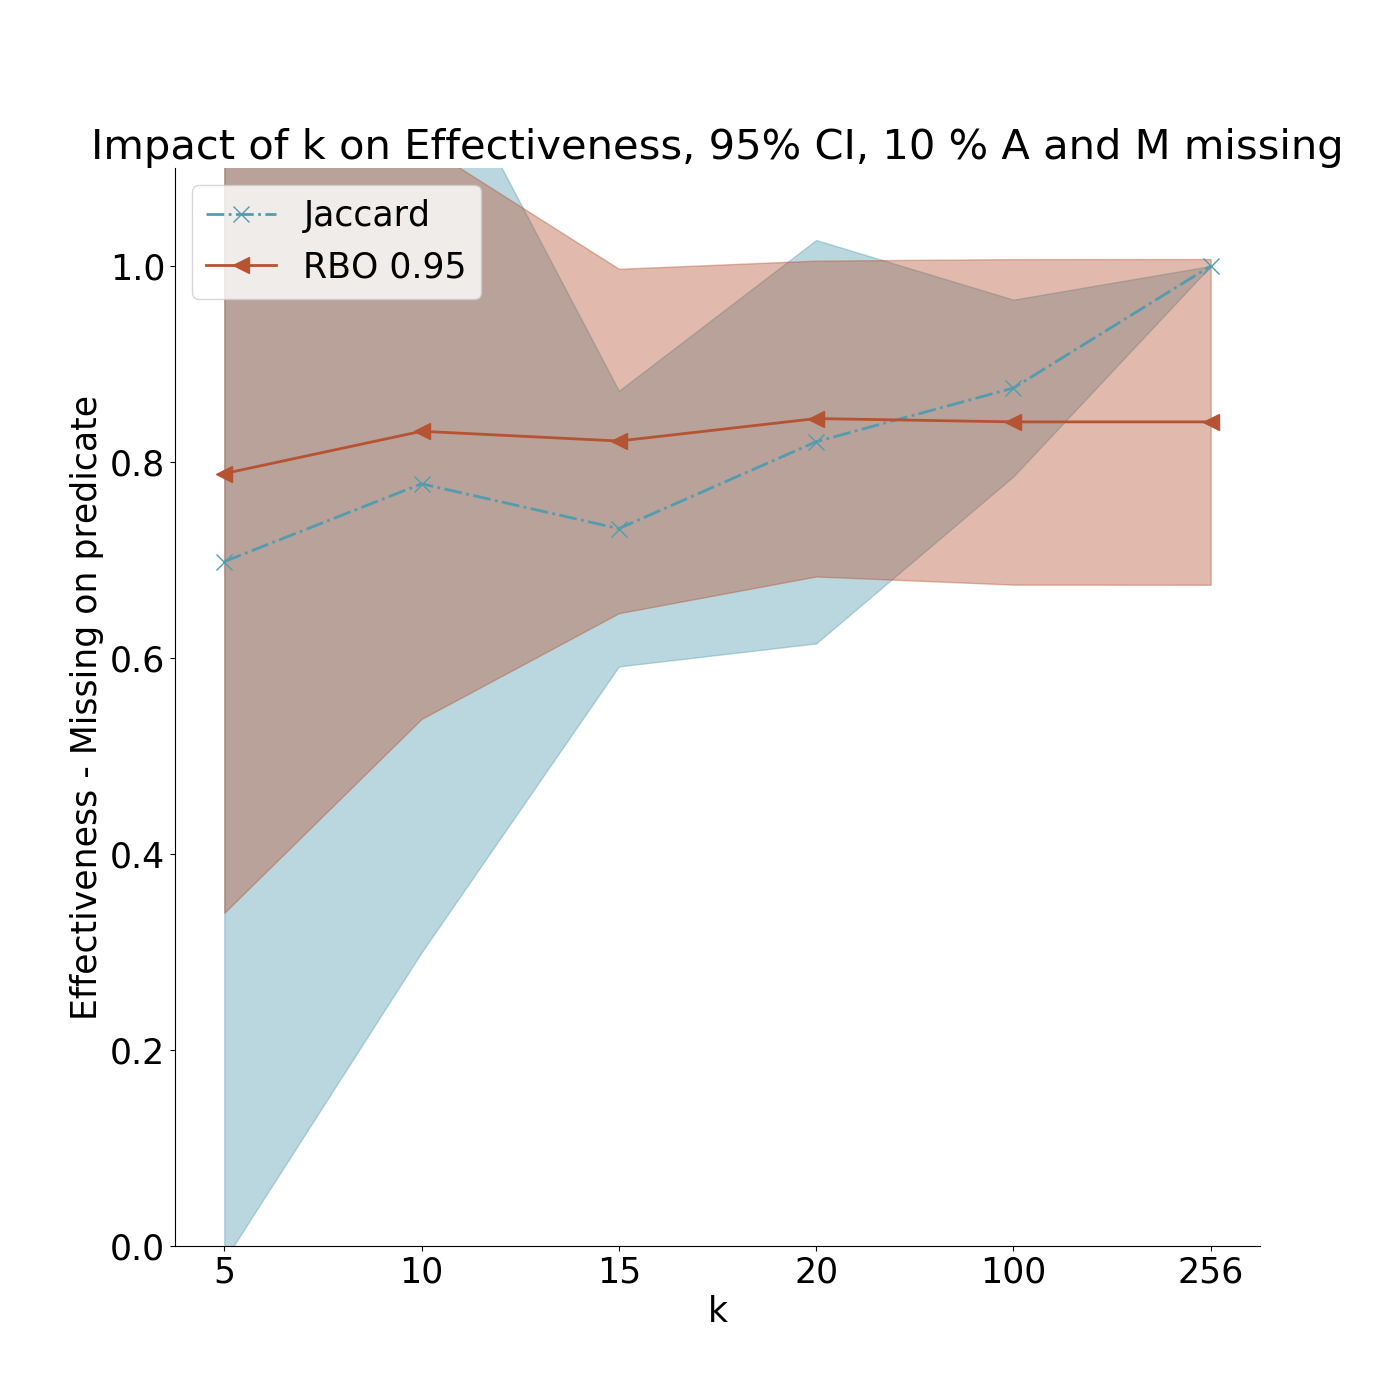 Impact of k on Effectiveness, 95% CI, 10 % A and M missing
Jaccard
RBO 0.95
Effectiveness - Missing on predicate
1.0
0.8
0.6
0.4
0.2
0.0
5 10 15 20 100 256
k